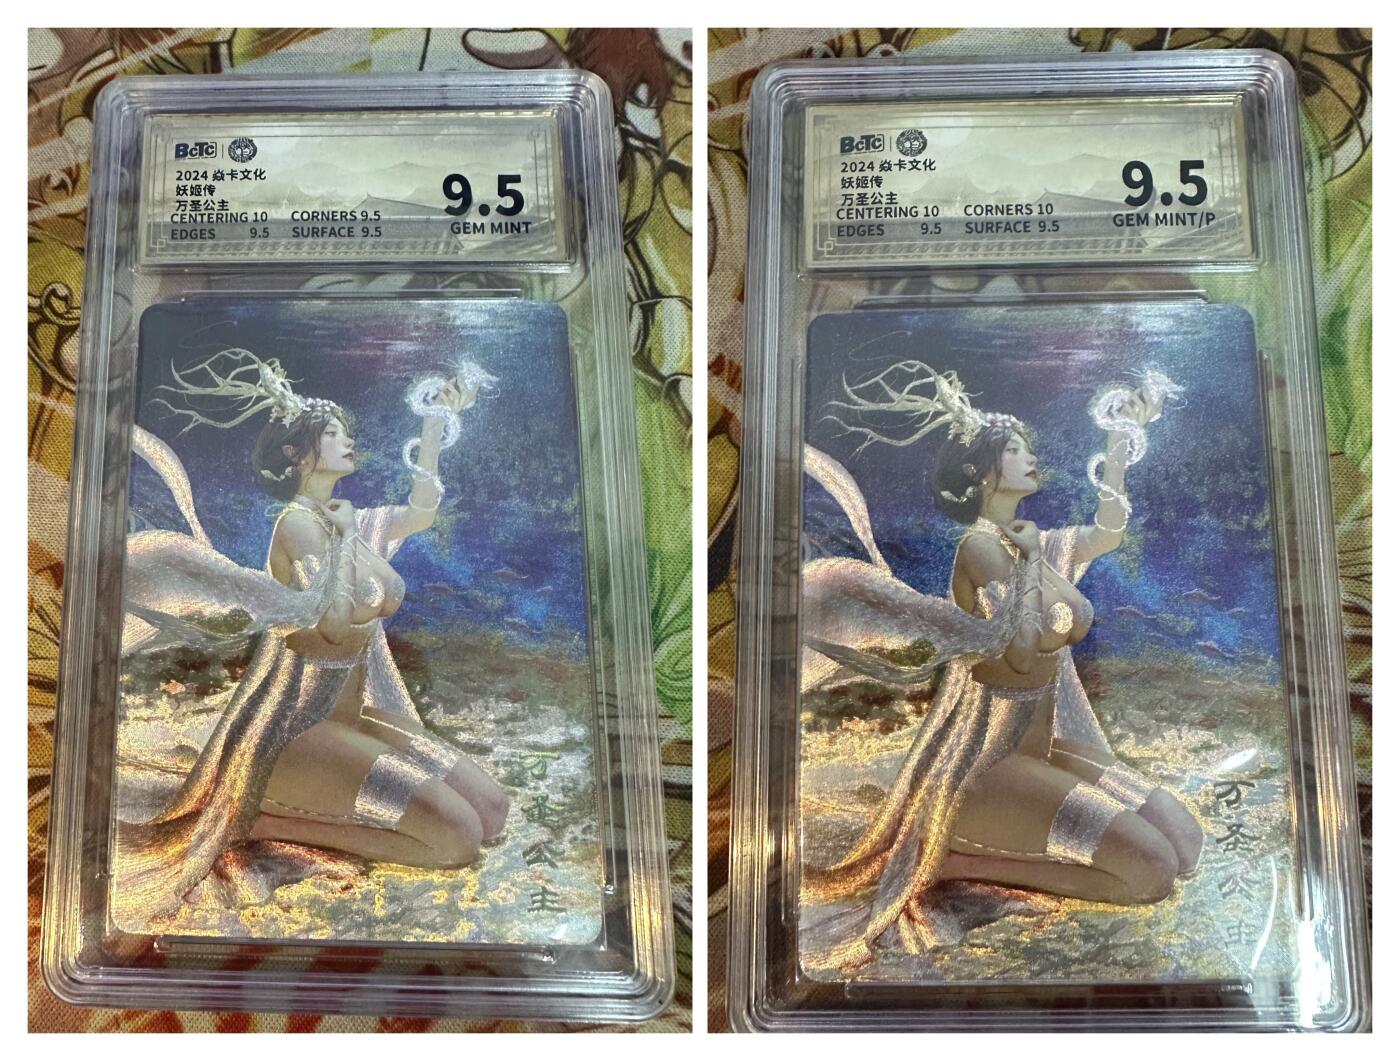 BCTC
2024 焱卡文化
妖姬传
万圣公主
CENTERING 10 CORNERS 9.5
EDGES 9.5 SURFACE 9.5
9.5
GEM MINT
万圣公主
BCTC
2024 焱卡文化
妖姬传
万圣公主
CENTERING 10 CORNERS 10
EDGES 9.5 SURFACE 9.5
9.5
GEM MINT/P
万圣公主